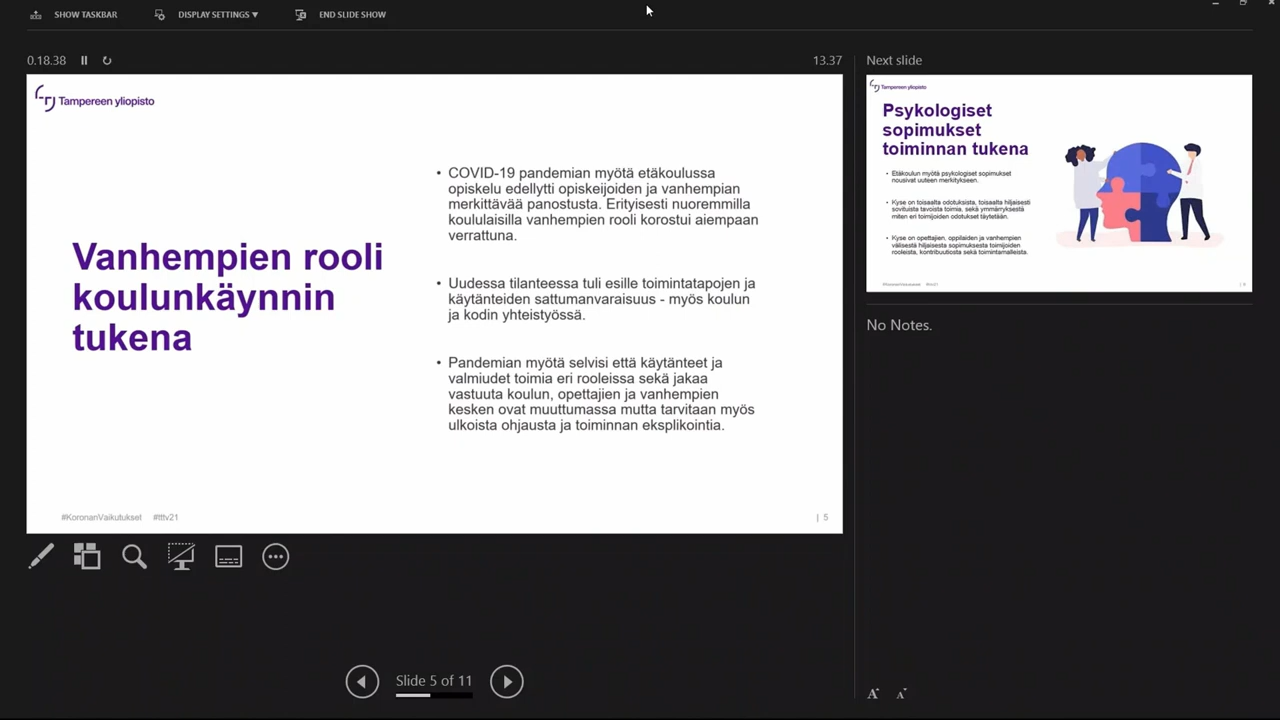 SHOW TASKBAR
DISPLAY SETTINGS
END SLIDE SHOW
0.18.38
13.37
Next slide
Tampereen yliopisto
Vanhempien rooli
koulunkäynnin
tukena
• COVID-19 pandemian myötä etäkoulussa
opiskelu edellytti opiskeijoiden ja vanhempian
merkittävää panostusta. Erityisesti nuoremmilla
koululaisilla vanhempien rooli korostui aiempaan
verrattuna.
• Uudessa tilanteessa tuli esille toimintatapojen ja
käytänteiden sattumanvaraisuus - myös koulun
ja kodin yhteistyössä.
• Pandemian myötä selvisi että käytänteet ja
valmiudet toimia eri rooleissa sekä jakaa
vastuuta koulun, opettajien ja vanhempien
kesken ovat muuttumassa mutta tarvitaan myös
ulkoista ohjausta ja toiminnan eksplikointia.
#KoronanVaikutukset #tttv21
| 5
Tampereen yliopisto
Psykologiset
sopimukset
toiminnan tukena
• Etäkoulun myötä psykologiset sopimukset
nousivat uuteen merkitykseen.
• Kyse on toisaalta odotuksista, toisaalta hiljaisesti
sovituista tavoista toimia, sekä ymmärryksestä
miten eri toimijoiden odotukset täytetään.
• Kyse on opettajien, oppilaiden ja vanhempien
välisestä hiljaisesta sopimuksesta toimijoiden
rooleista, kontribuutiosta sekä toimintamalleista.
#KoronanVaikutukset #tttv21
| 6
No Notes.
Slide 5 of 11
A A